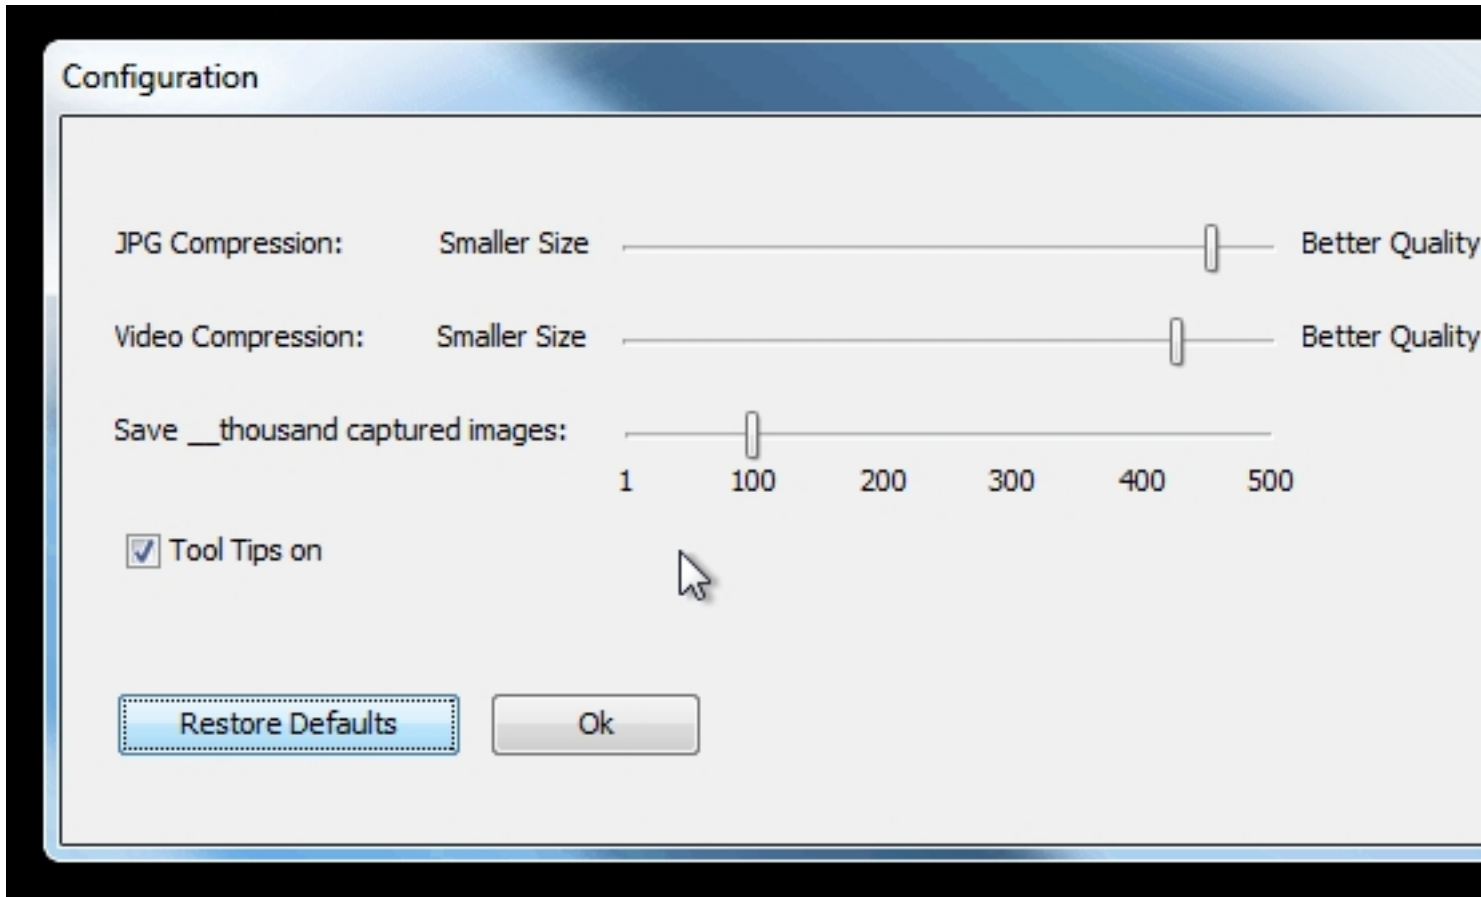 Configuration
JPG Compression: Smaller Size Better Quality
Video Compression: Smaller Size Better Quality
Save __thousand captured images:
1 100 200 300 400 500
Tool Tips on
Restore Defaults Ok